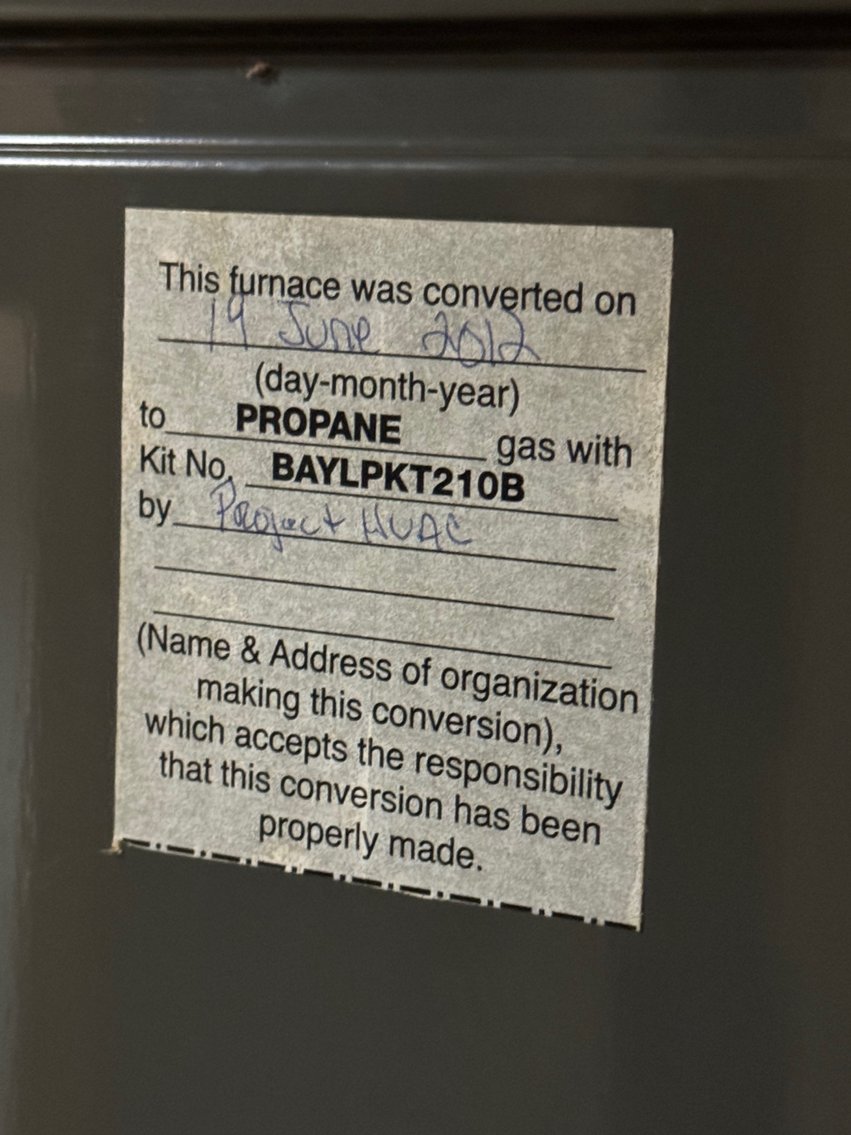 This furnace was converted on
19 June 2012
(day-month-year)
to PROPANE gas with
Kit No. BAYLPKT210B
by Project HVAC
(Name & Address of organization
making this conversion),
which accepts the responsibility
that this conversion has been
properly made.